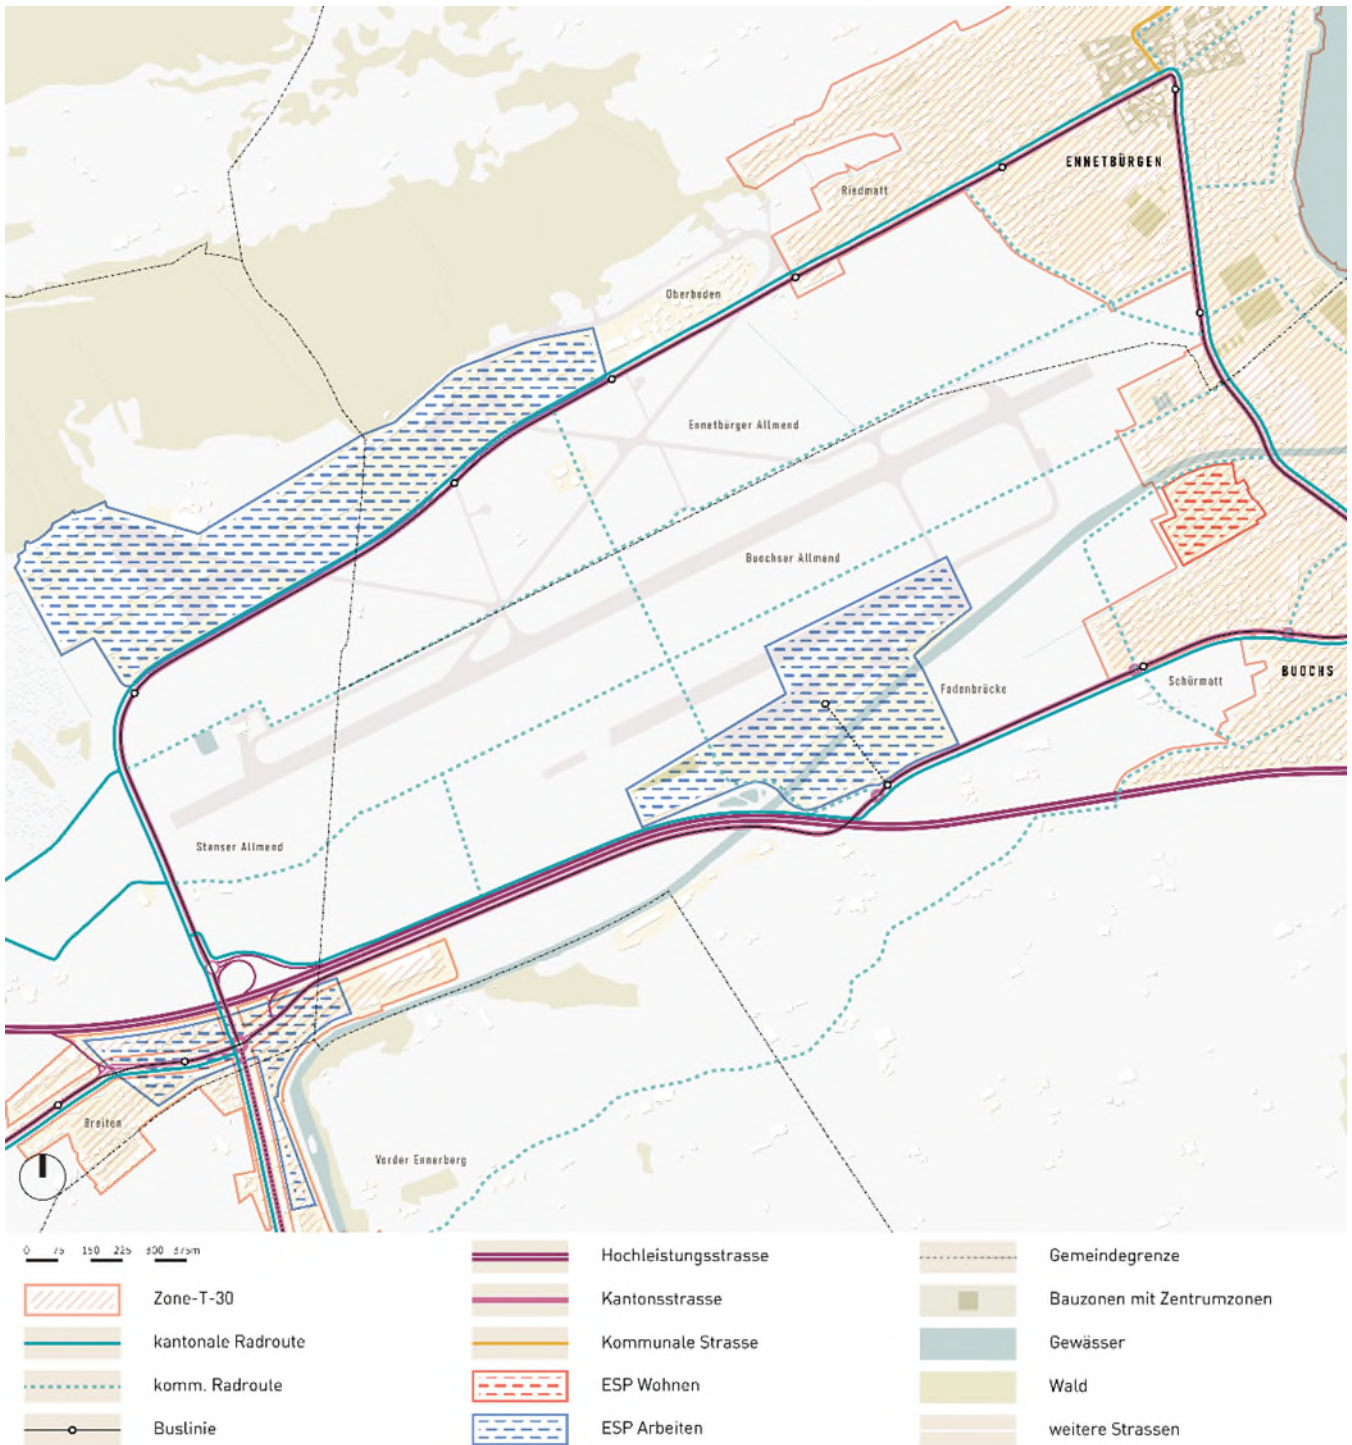 ENNETBÜRGEN
Riedmatt
Oberboden
Ennetbürger Allmend
Buochser Allmend
Fadenbrücke
Schürmatt
BUOCHS
Stanser Allmend
Breiten
Vorder Ennerberg
0 75 150 225 300 375m
Zone-T-30
kantonale Radroute
komm. Radroute
Buslinie
Hochleistungsstrasse
Kantonsstrasse
Kommunale Strasse
ESP Wohnen
ESP Arbeiten
Gemeindegrenze
Bauzonen mit Zentrumzonen
Gewässer
Wald
weitere Strassen